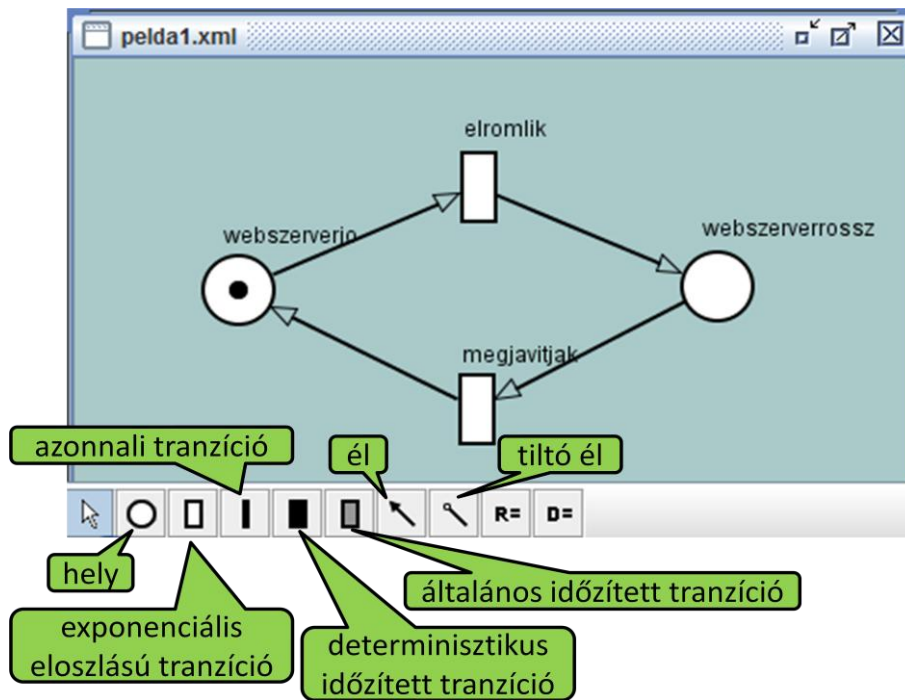 pelda1.xml
elromlik
webszerverjo
webszerverrossz
megjavitjak
azonnali tranzíció
él
tiltó él
R=
D=
hely
általános időzített tranzíció
exponenciális
eloszlású tranzíció
determinisztikus
időzített tranzíció